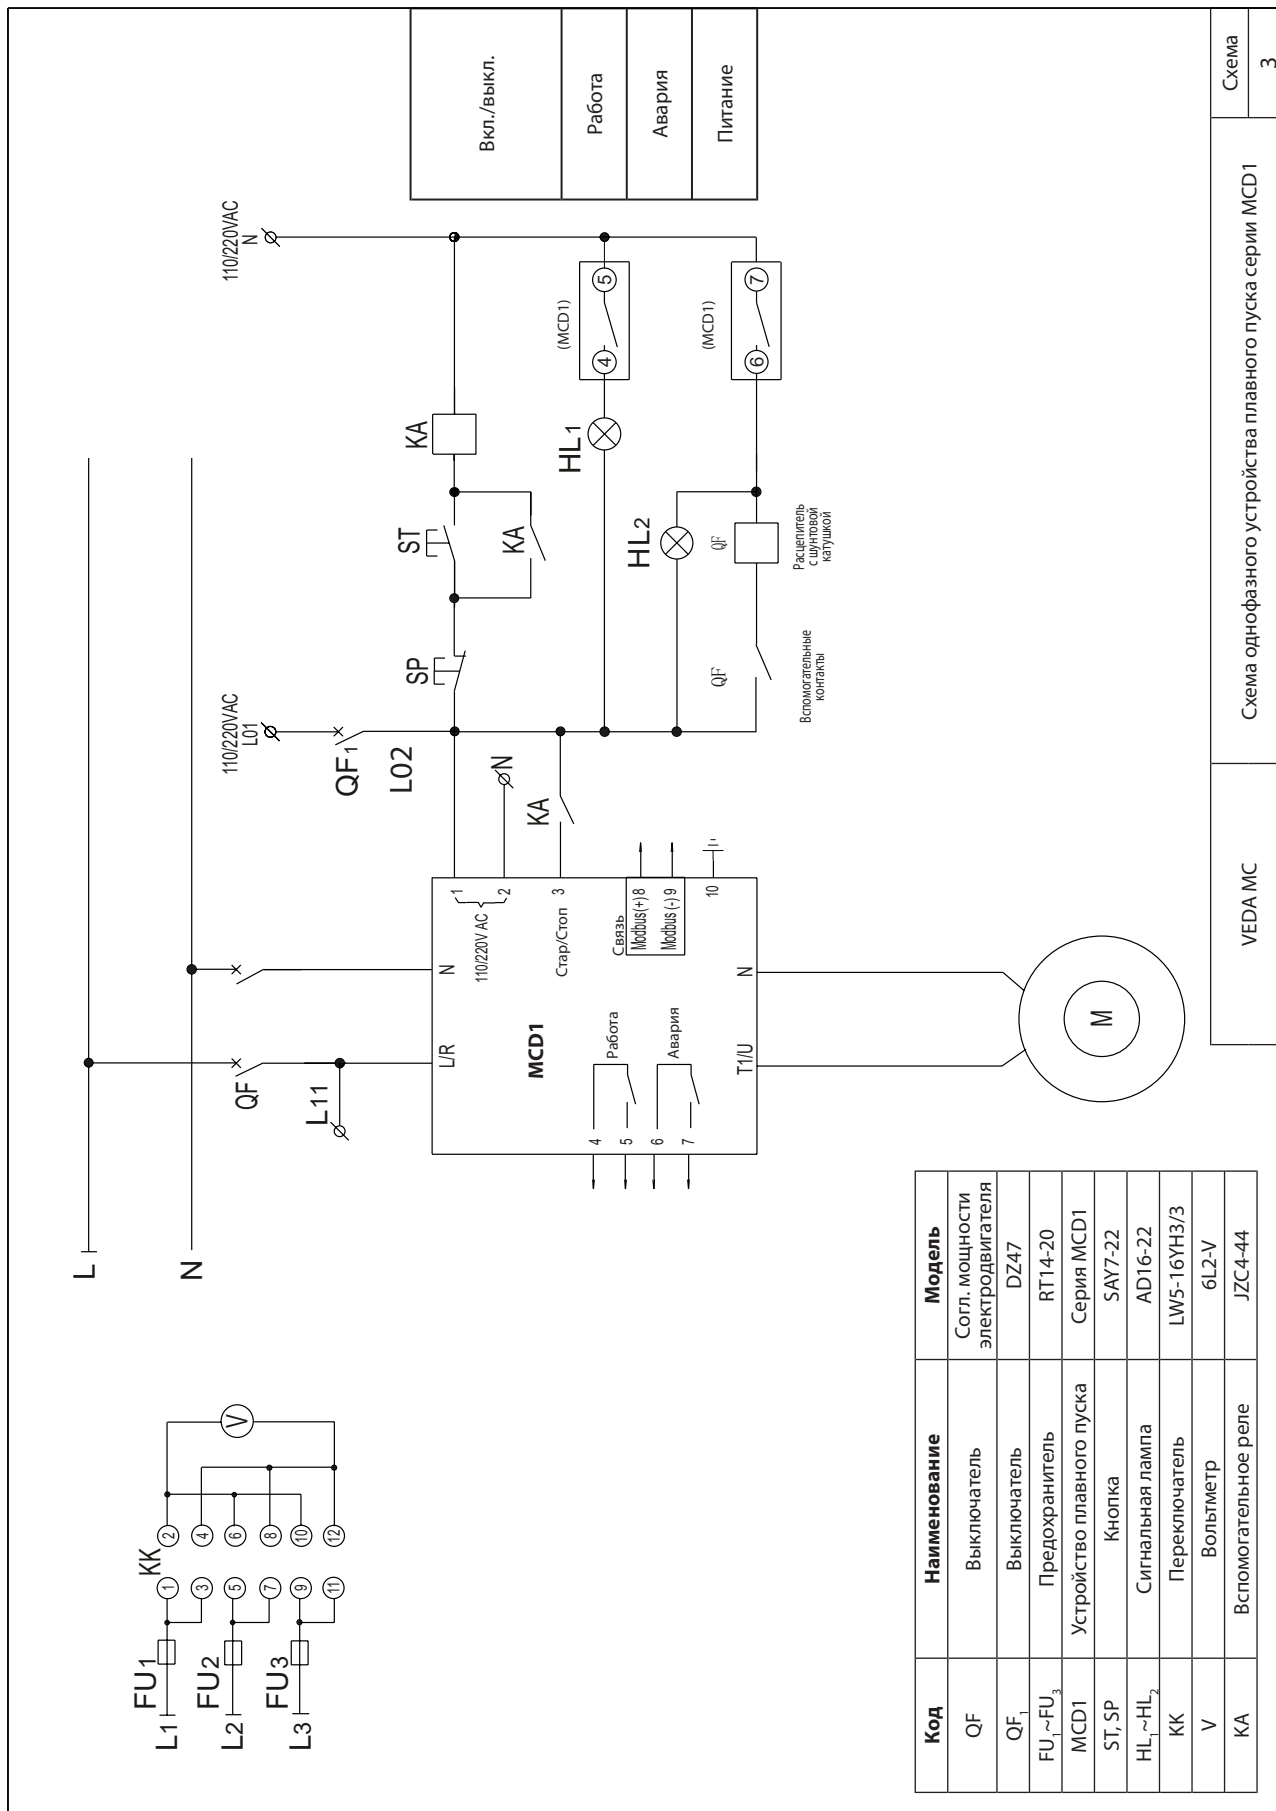 L1
L2
L3
FU1
FU2
FU3
KK
1
3
5
7
9
11
2
4
6
8
10
12
V
L
N
QF
L11
110/220VAC
L01
QF1
L02
N
110/220VAC
N
SP
ST
KA
KA
KA
HL1
(MCD1)
4
5
HL2
QF
Вспомогательные
контакты
QF
Расцепитель
с шунтовой
катушкой
(MCD1)
6
7
Вкл./выкл.
Работа
Авария
Питание
MCD1
L/R
N
1
2
110/220V AC
3
Стар/Стоп
Связь
Modbus(+) 8
Modbus (-) 9
10
4
5
Работа
6
7
Авария
T1/U
N
M
Код Наименование Модель
QF Выключатель Согл. мощности
электродвигателя
QF1 Выключатель DZ47
FU1~FU3 Предохранитель RT14-20
MCD1 Устройство плавного пуска Серия MCD1
ST, SP Кнопка SAY7-22
HL1~HL2 Сигнальная лампа AD16-22
KK Переключатель LW5-16YH3/3
V Вольтметр 6L2-V
KA Вспомогательное реле JZC4-44
VEDA MC
Схема однофазного устройства плавного пуска серии MCD1
Схема
3